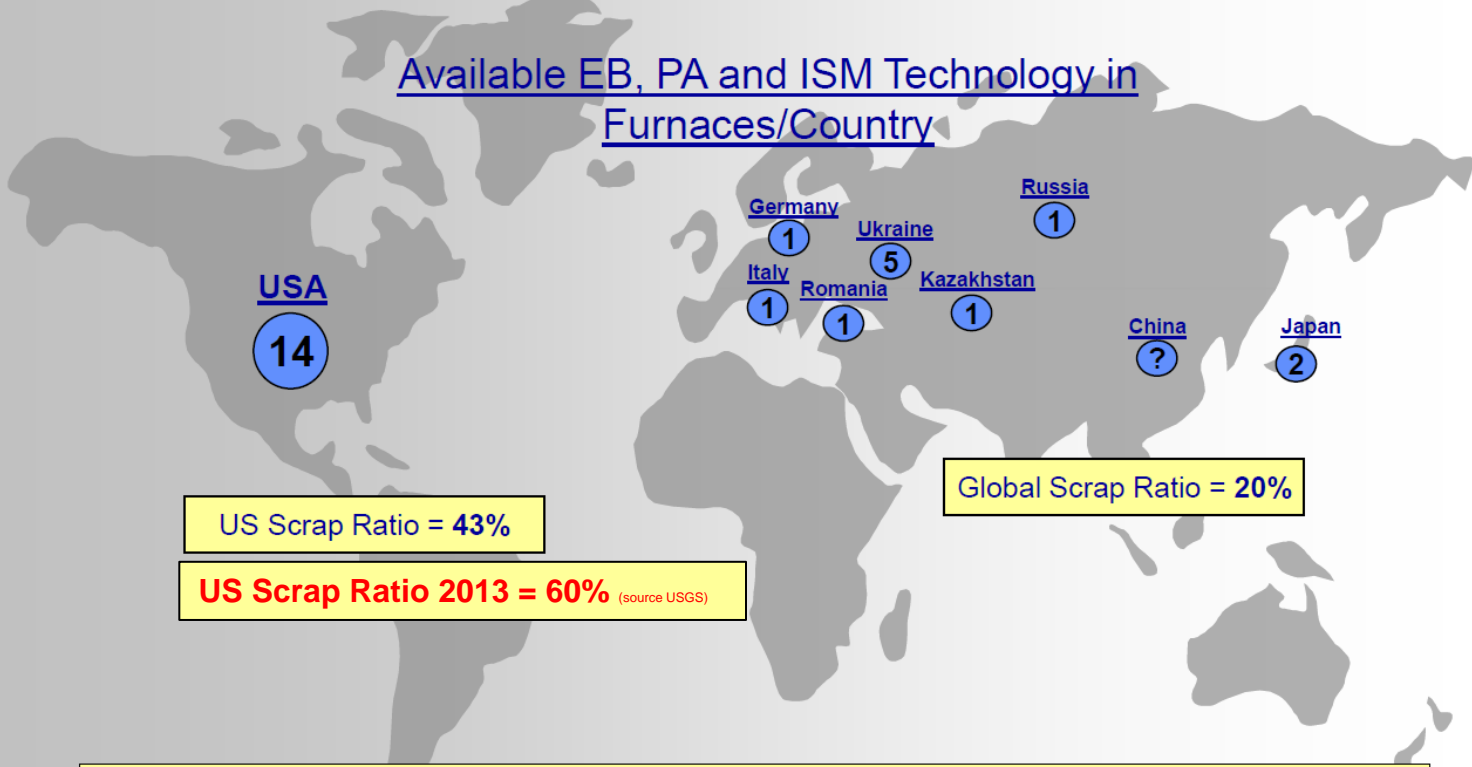 Available EB, PA and ISM Technology in
Furnaces/Country
Russia
1
Germany
1
Ukraine
5
Italy
1
Romania
1
Kazakhstan
1
USA
14
China
?
Japan
2
Global Scrap Ratio = 20%
US Scrap Ratio = 43%
US Scrap Ratio 2013 = 60% (source USGS)